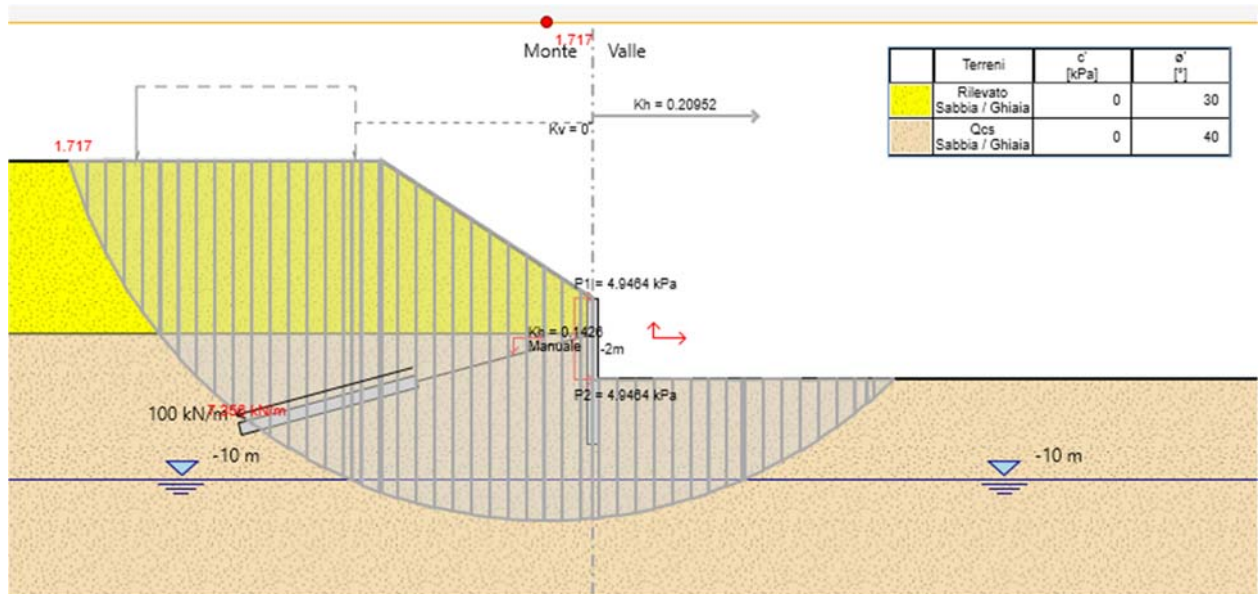 1.717
Monte Valle
Kh = 0.20952
Kv = 0
1.717
Terreni c' [kPa] ø' [°]
Rilevato
Sabbia / Ghiaia 0 30
Qcs
Sabbia / Ghiaia 0 40
P1 = 4.9464 kPa
Kh = 0.1426
Manuale
-2m
P2 = 4.9464 kPa
100 kN/m
-10 m
-10 m